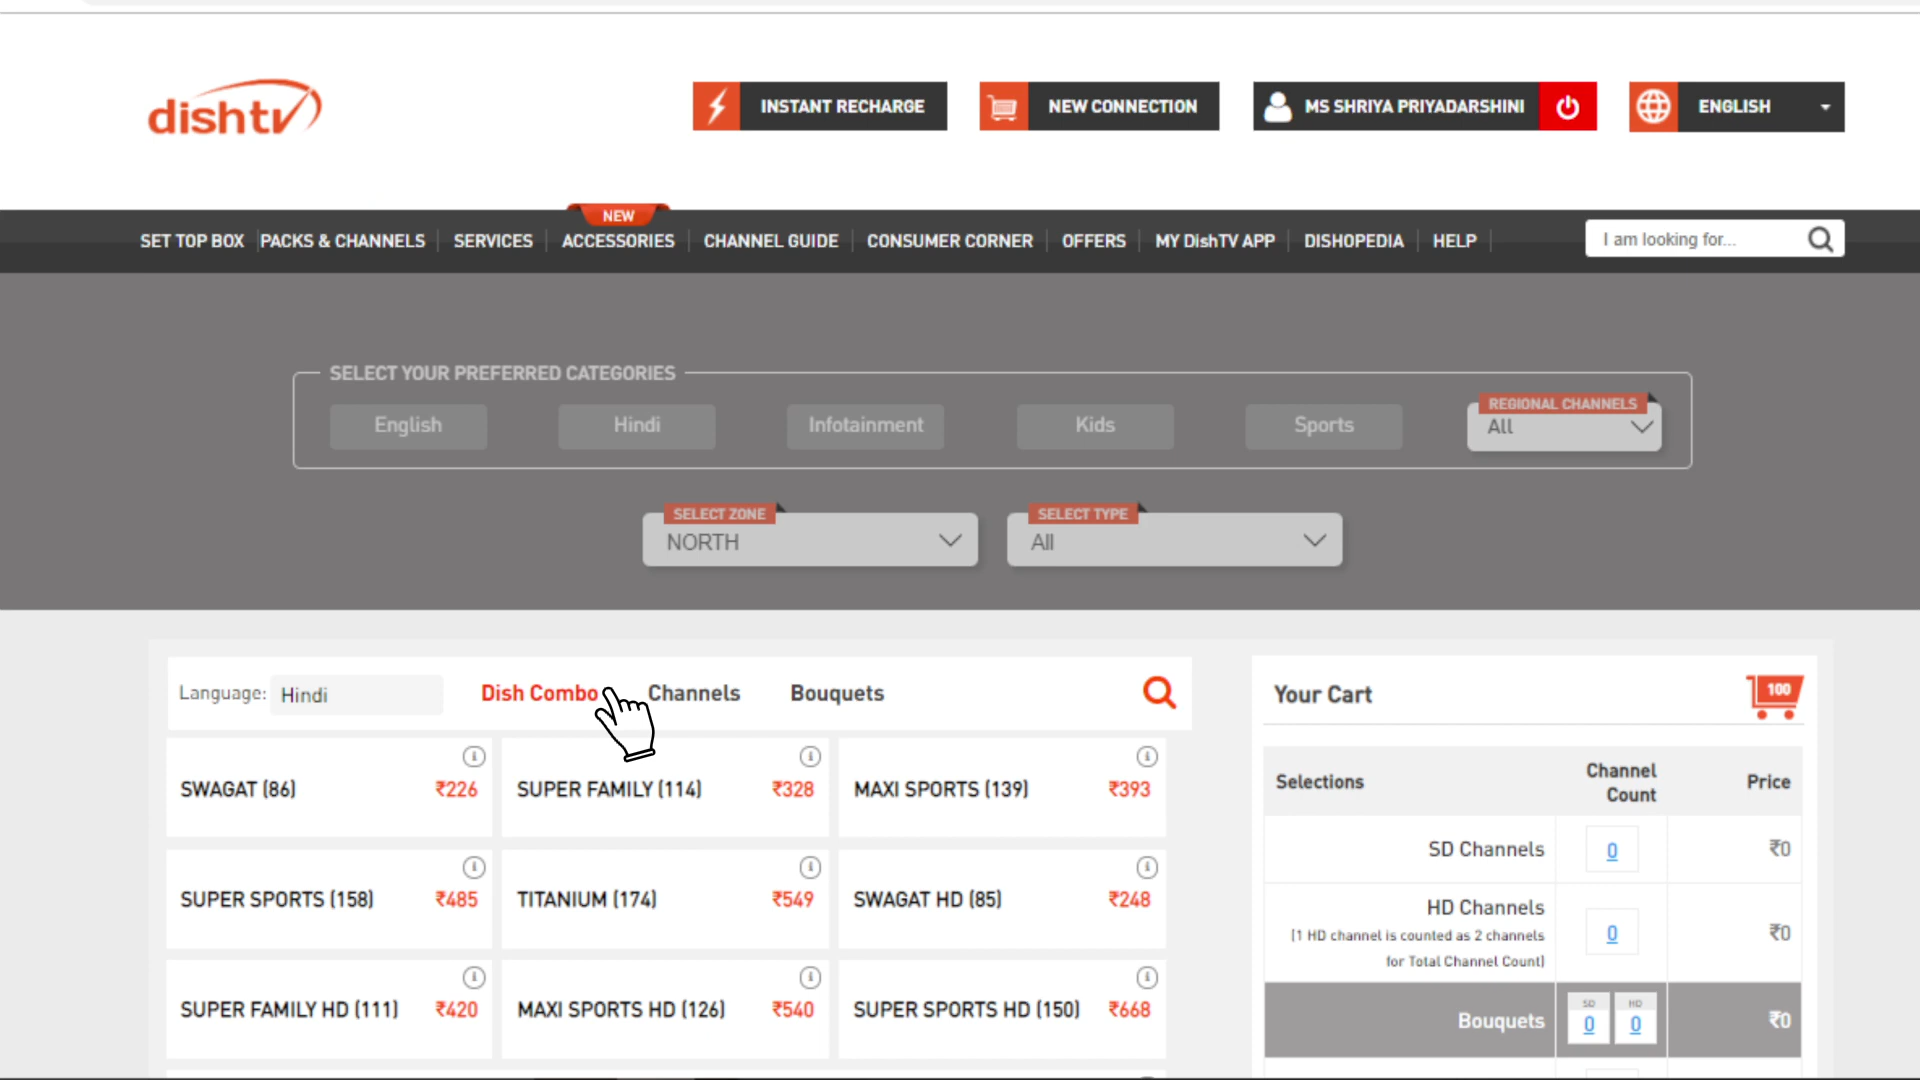 dishtv
INSTANT RECHARGE
NEW CONNECTION
MS SHRIYA PRIYADARSHINI
ENGLISH
NEW
SET TOP BOX
PACKS & CHANNELS
SERVICES
ACCESSORIES
CHANNEL GUIDE
CONSUMER CORNER
OFFERS
MY DishTV APP
DISHOPEDIA
HELP
I am looking for...
SELECT YOUR PREFERRED CATEGORIES
English
Hindi
Infotainment
Kids
Sports
REGIONAL CHANNELS
All
SELECT ZONE
NORTH
SELECT TYPE
All
Language: Hindi
Dish Combo
Channels
Bouquets
SWAGAT (86) ₹226
SUPER FAMILY (114) ₹328
MAXI SPORTS (139) ₹393
SUPER SPORTS (158) ₹485
TITANIUM (174) ₹549
SWAGAT HD (85) ₹248
SUPER FAMILY HD (111) ₹420
MAXI SPORTS HD (126) ₹540
SUPER SPORTS HD (150) ₹668
Your Cart
100
Selections
Channel
Count
Price
SD Channels 0 ₹0
HD Channels
(1 HD channel is counted as 2 channels
for Total Channel Count)
0 ₹0
Bouquets
SD HD
0 0
₹0